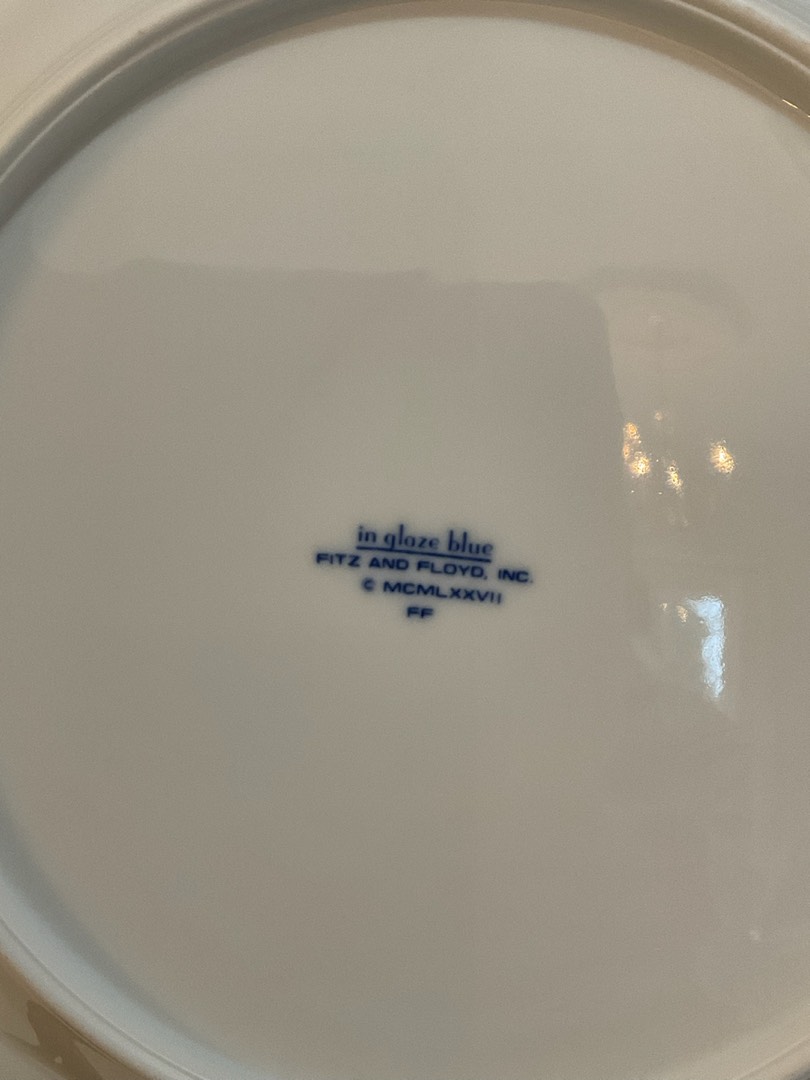 in glaze blue
FITZ AND FLOYD, INC.
© MCMLXXVII
FF